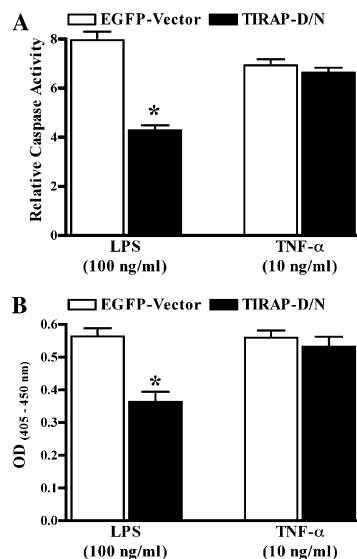 A
EGFP-Vector TIRAP-D/N
Relative Caspase Activity
8
6
4
2
0
*
LPS
(100 ng/ml)
TNF-α
(10 ng/ml)
B
EGFP-Vector TIRAP-D/N
OD (405 - 450 nm)
0.6
0.5
0.4
0.3
0.2
0.1
0.0
*
LPS
(100 ng/ml)
TNF-α
(10 ng/ml)